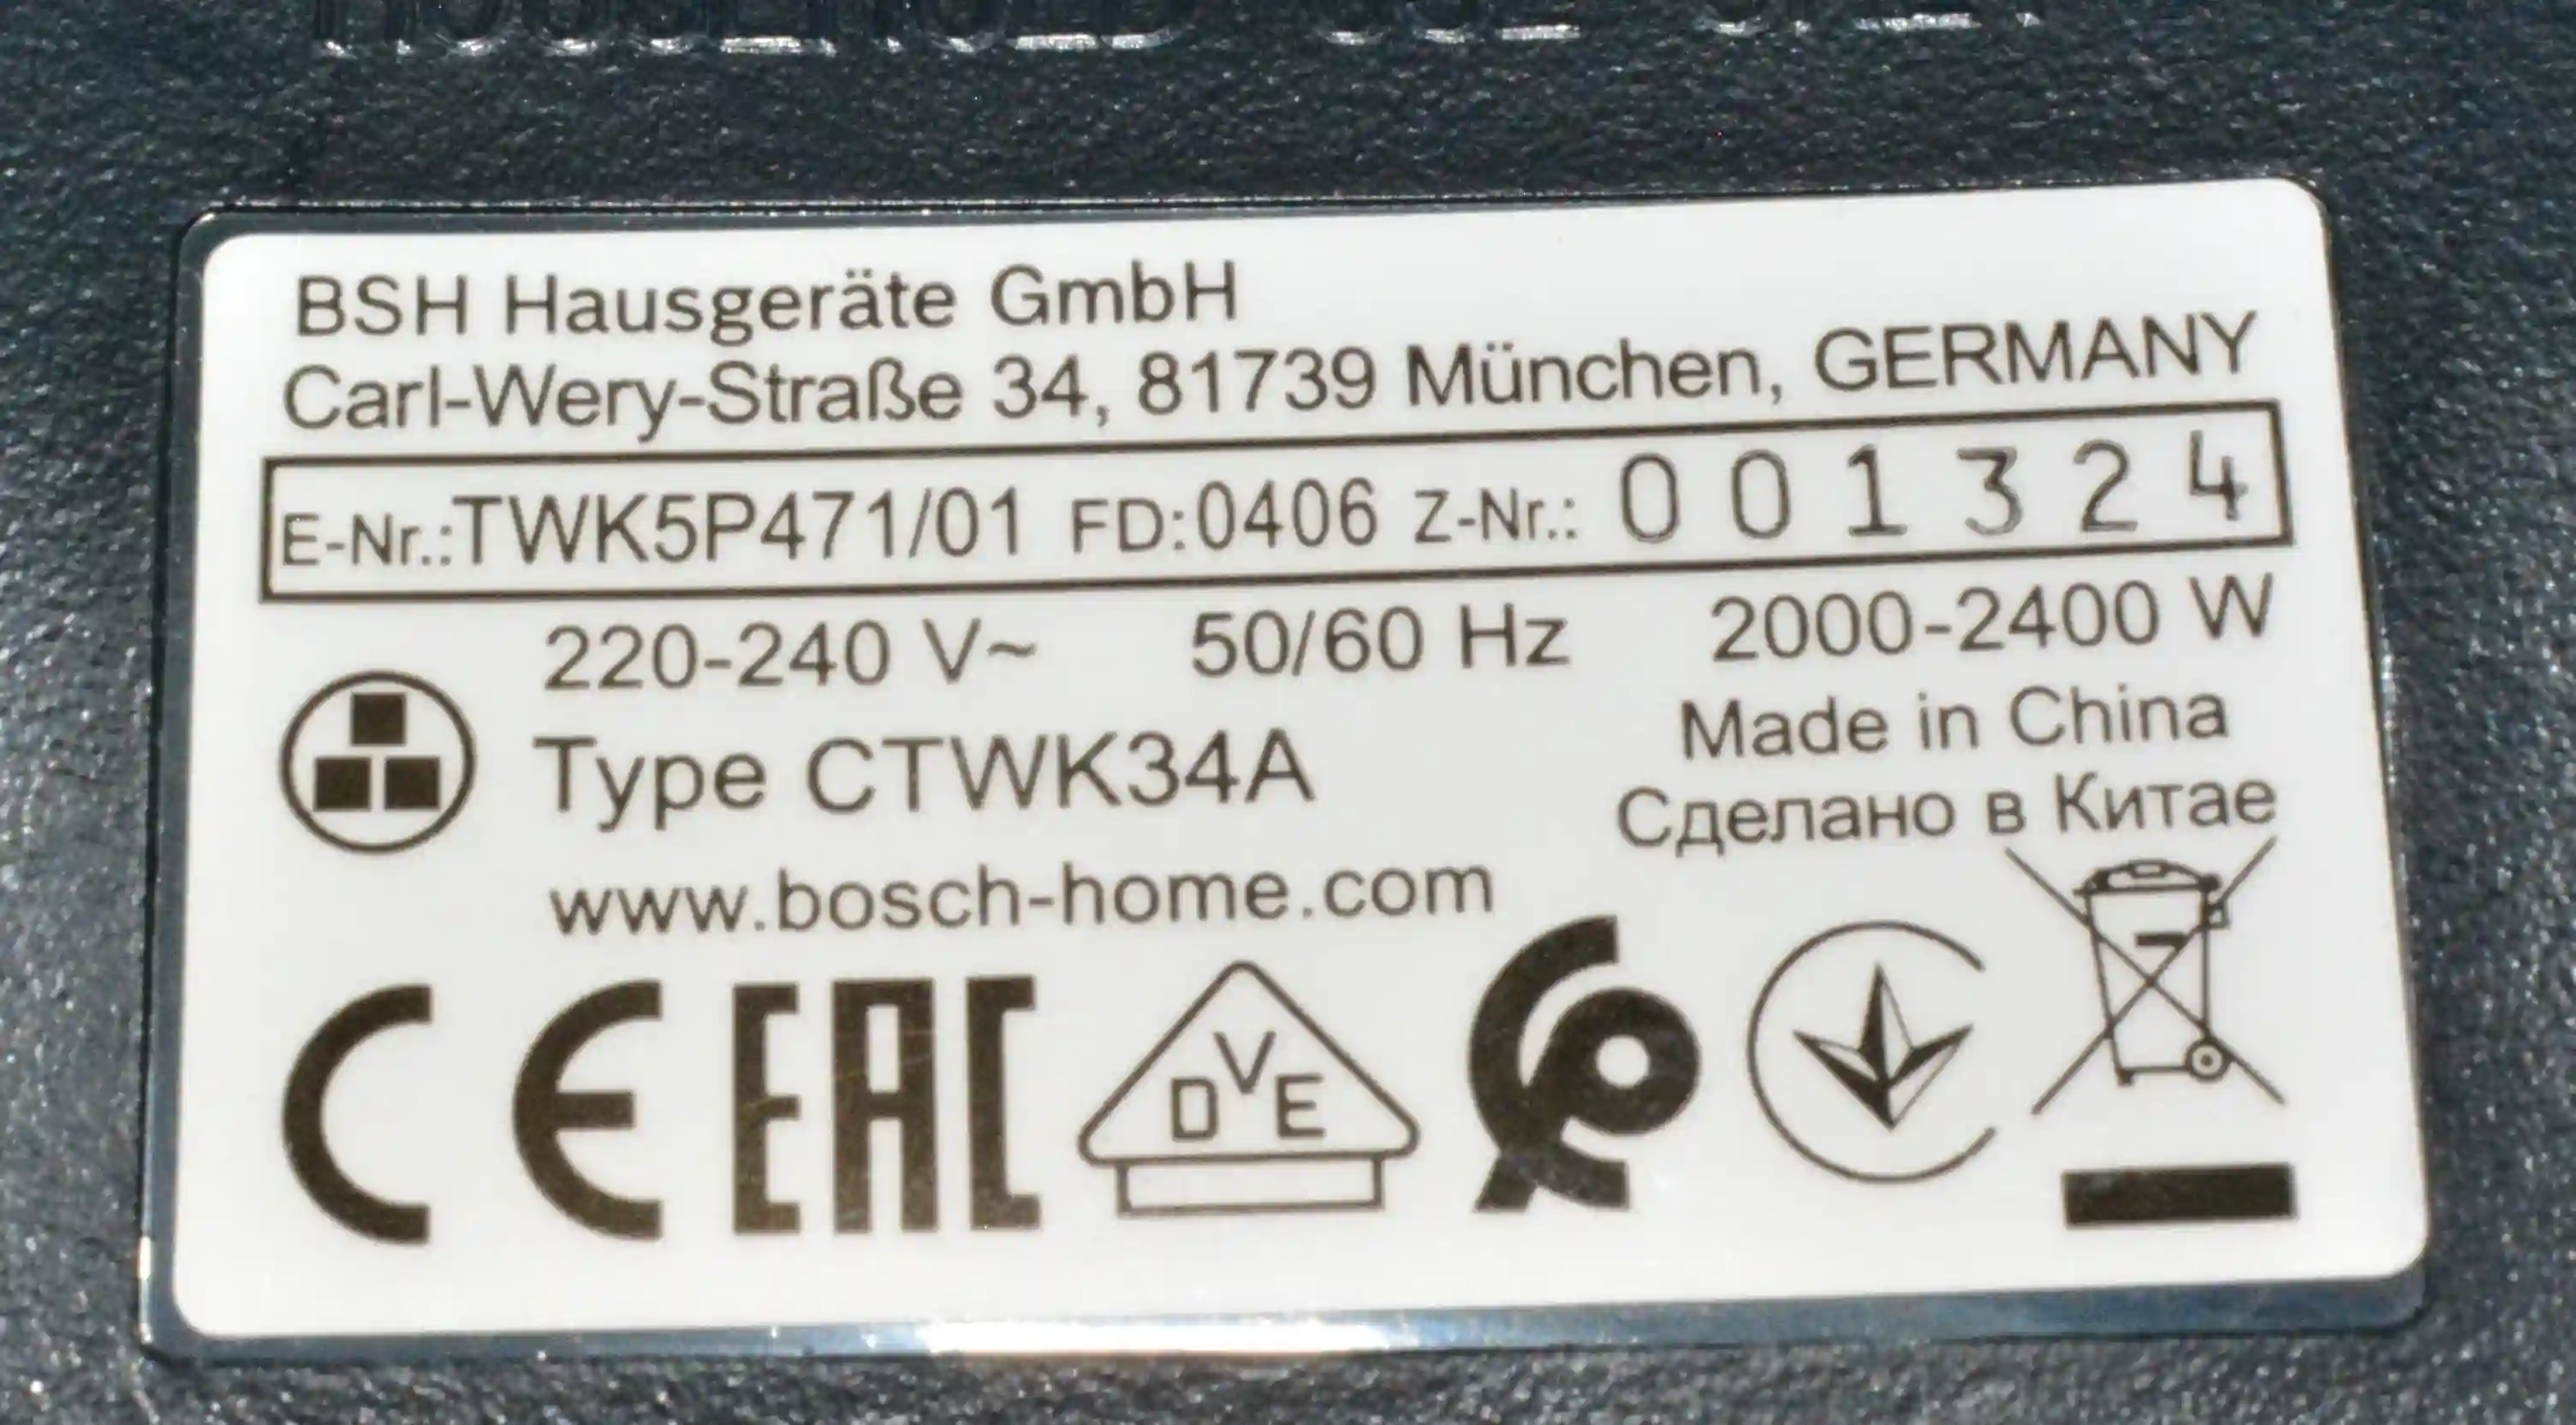 BSH Hausgeräte GmbH
Carl-Wery-Straße 34, 81739 München, GERMANY
E-Nr.:TWK5P471/01 FD:0406 Z-Nr.: 001324
220-240 V~ 50/60 Hz 2000-2400 W
Type CTWK34A
Made in China
Сделано в Китае
www.bosch-home.com
CE EAC DVE